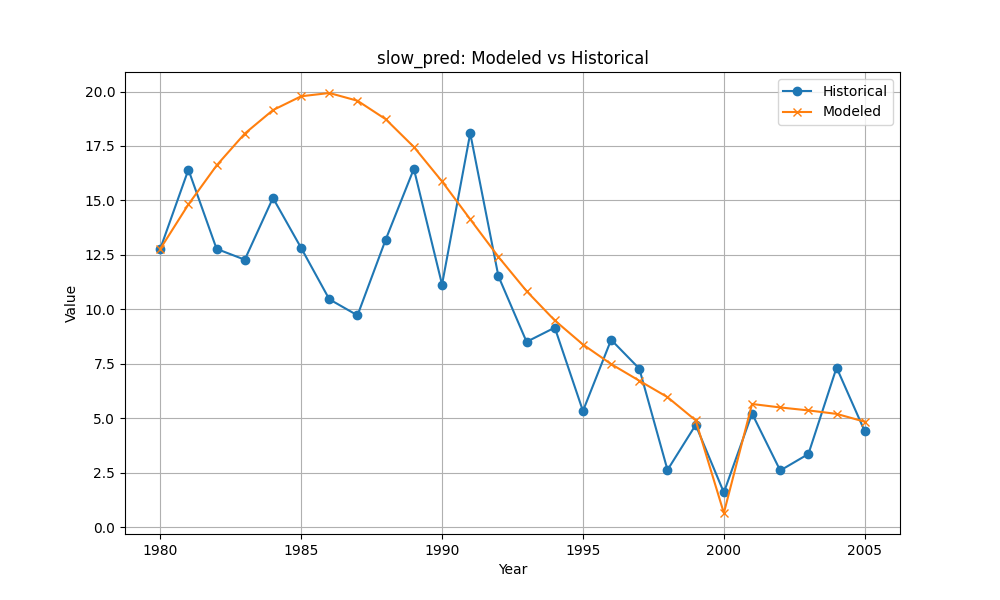 slow_pred: Modeled vs Historical
Historical
Modeled
Value
20.0
17.5
15.0
12.5
10.0
7.5
5.0
2.5
0.0
1980 1985 1990 1995 2000 2005
Year